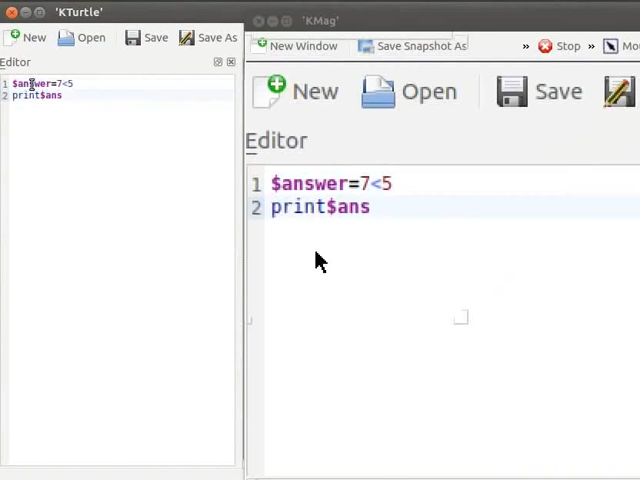 'KTurtle'
New Open Save Save As
Editor
1 $answer=7<5
2 print$ans
'KMag'
New Window Save Snapshot As » Stop » Mou
New Open Save
Editor
1 $answer=7<5
2 print$ans